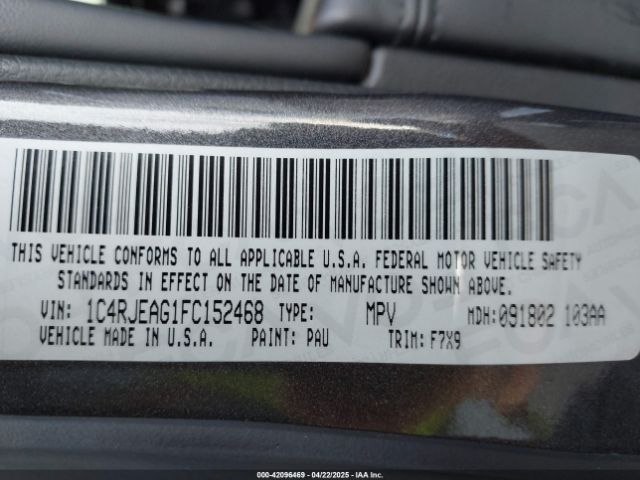 THIS VEHICLE CONFORMS TO ALL APPLICABLE U.S.A. FEDERAL MOTOR VEHICLE SAFETY
STANDARDS IN EFFECT ON THE DATE OF MANUFACTURE SHOWN ABOVE.
VIN: 1C4RJEAG1FC152468 TYPE: MPV MDH:091802 103AA
VEHICLE MADE IN U.S.A. PAINT: PAU TRIM: F7X9
000-42096469 - 04/22/2025 - IAA Inc.